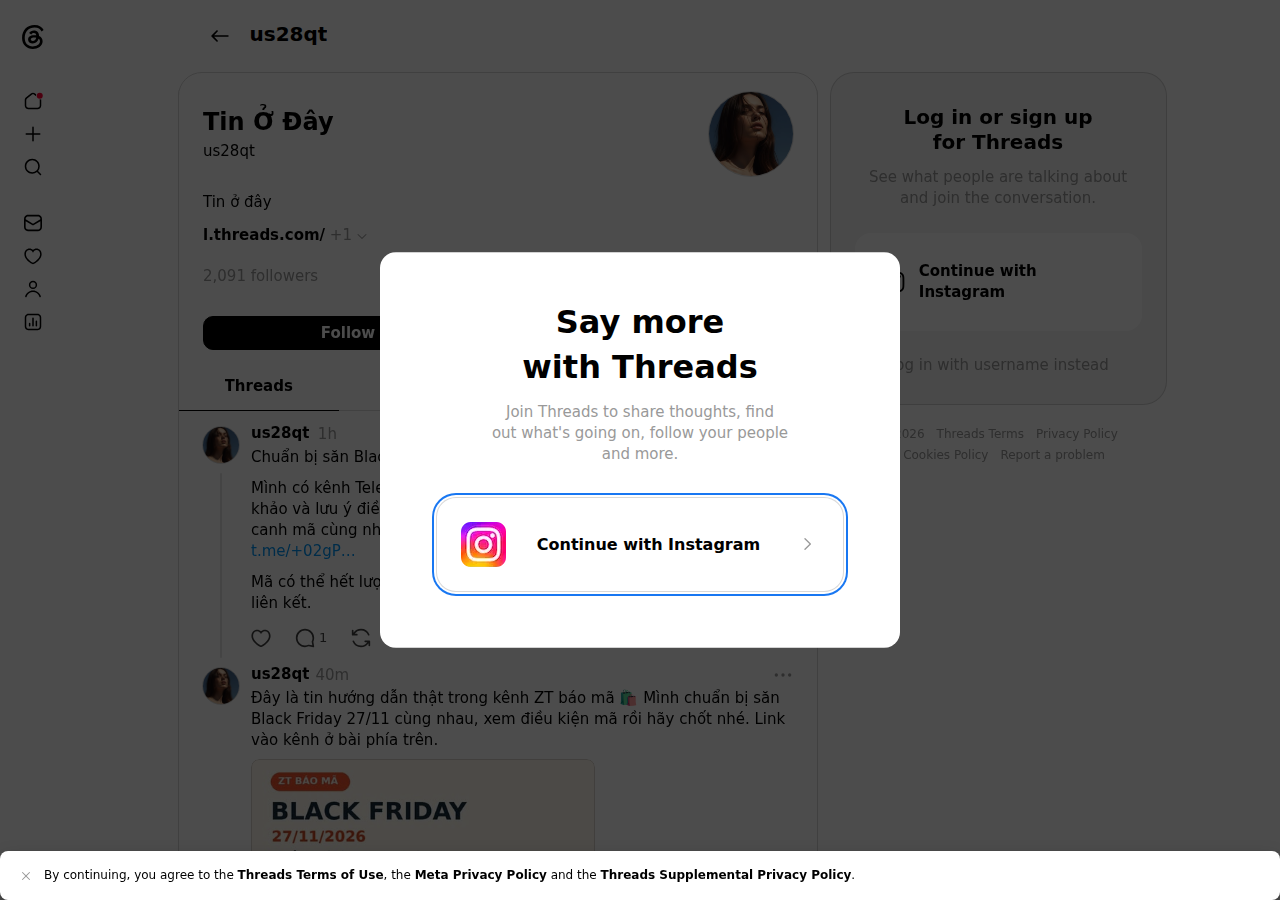 us28qt
Tin Ở Đây
us28qt
Tin ở đây
l.threads.com/ +1
2,091 followers
Follow
Threads
us28qt 1h
Chuẩn bị săn
Mình có kênh
khảo và lưu ý
canh mã cùng
t.me/+02gP…
Mã có thể hết
liên kết.
1
us28qt 40m
Đây là tin hướng dẫn thật trong kênh ZT báo mã 🛍️ Mình chuẩn bị săn
Black Friday 27/11 cùng nhau, xem điều kiện mã rồi hãy chốt nhé. Link
vào kênh ở bài phía trên.
ZT BÁO MÃ
BLACK FRIDAY
27/11/2026
Log in or sign up
for Threads
See what people are talking about
and join the conversation.
Continue with
Instagram
in with username instead
Threads Terms Privacy Policy
Cookies Policy Report a problem
Say more
with Threads
Join Threads to share thoughts, find
out what's going on, follow your people
and more.
Continue with Instagram
By continuing, you agree to the Threads Terms of Use, the Meta Privacy Policy and the Threads Supplemental Privacy Policy.